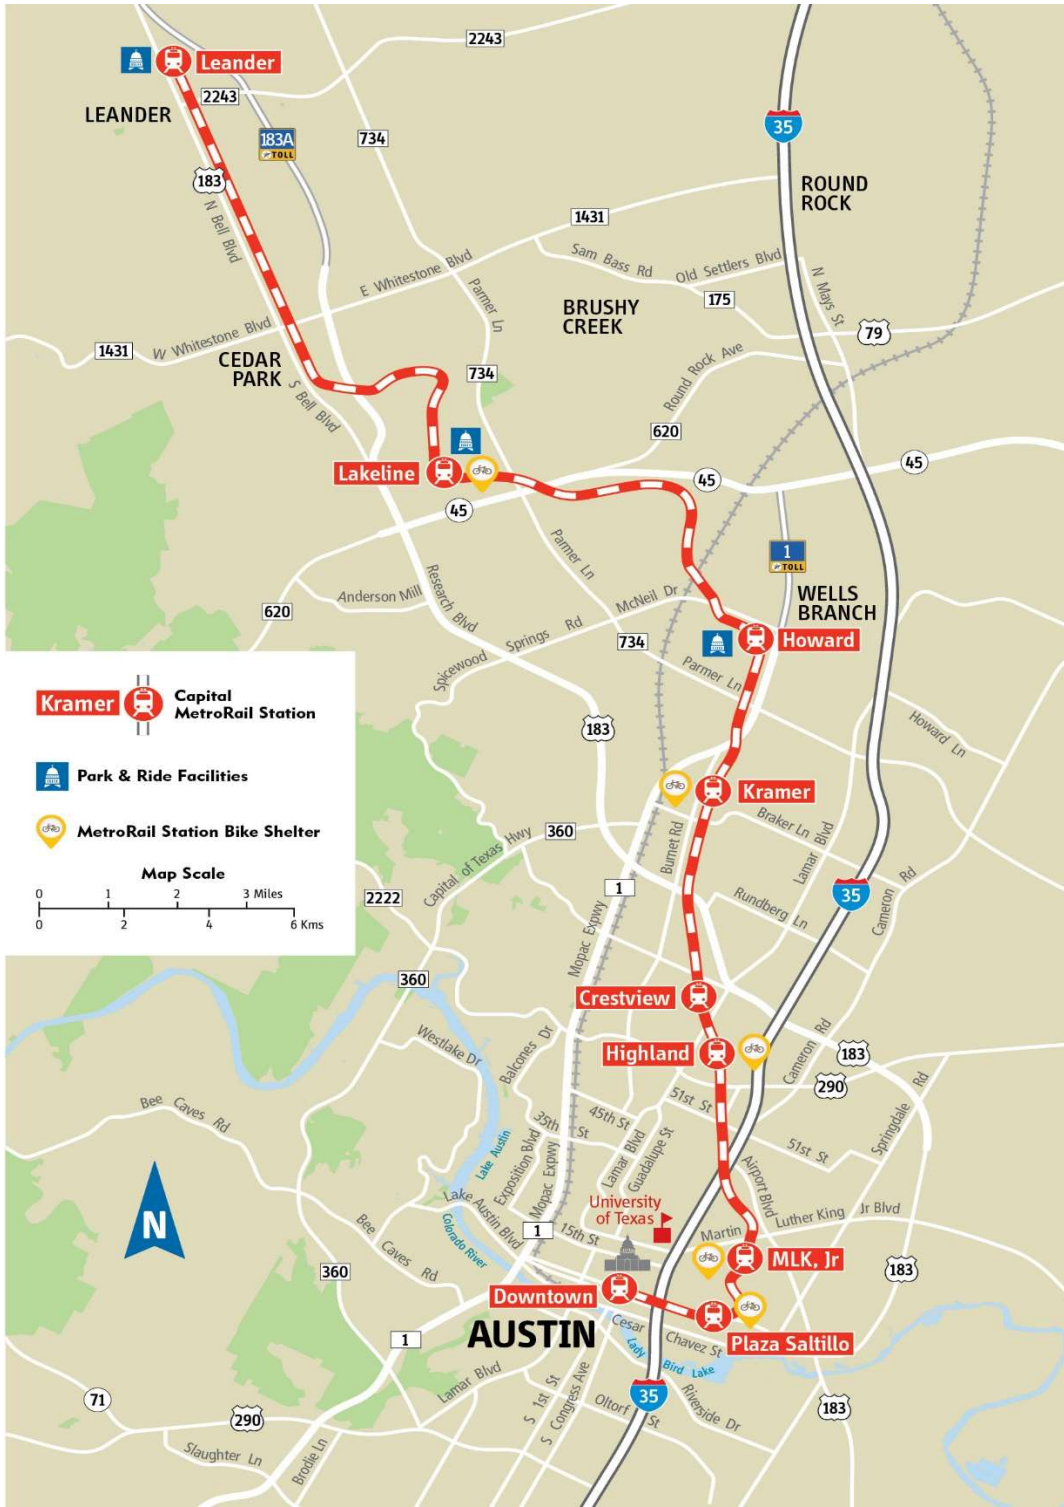 2243
Leander
2243
LEANDER
183A
TOLL
734
35
183
ROUND
ROCK
N Bell Blvd
1431
E Whitestone Blvd
Sam Bass Rd
Old Settlers Blvd
N Mays St
Parmer Ln
175
BRUSHY
CREEK
79
W Whitestone Blvd
1431
CEDAR
PARK
S Bell Blvd
734
Round Rock Ave
620
Lakeline
45
45
45
Parmer Ln
1
TOLL
WELLS
BRANCH
Anderson Mill
Research Blvd
620
McNeil Dr
Spicewood Springs Rd
734
Howard
Parmer Ln
Howard Ln
183
Kramer
Capital
MetroRail Station
Park & Ride Facilities
MetroRail Station Bike Shelter
Map Scale
0 1 2 3 Miles
0 2 4 6 Kms
Kramer
Braker Ln
Lamar Blvd
Burnet Rd
360
Capital of Texas Hwy
2222
1
35
Rundberg Ln
Cameron Rd
Mopac Expwy
360
Crestview
Westlake Dr
Balcones Dr
Highland
Cameron Rd
183
290
Springdale Rd
Bee Caves Rd
35th St
45th St
51st St
51st St
Lake Austin
Exposition Blvd
Mopac Expwy
Lamar Blvd
Guadalupe St
Airport Blvd
N
Lake Austin Blvd
Colorado River
University
of Texas
1
15th St
Martin Luther King Jr Blvd
Bee Caves Rd
360
MLK, Jr
183
Downtown
AUSTIN
Plaza Saltillo
Cesar Chavez St
Lady Bird Lake
1
Lamar Blvd
S 1st St
S Congress Ave
Oltorf St
35
Riverside Dr
183
71
290
Slaughter Ln
Brodie Ln